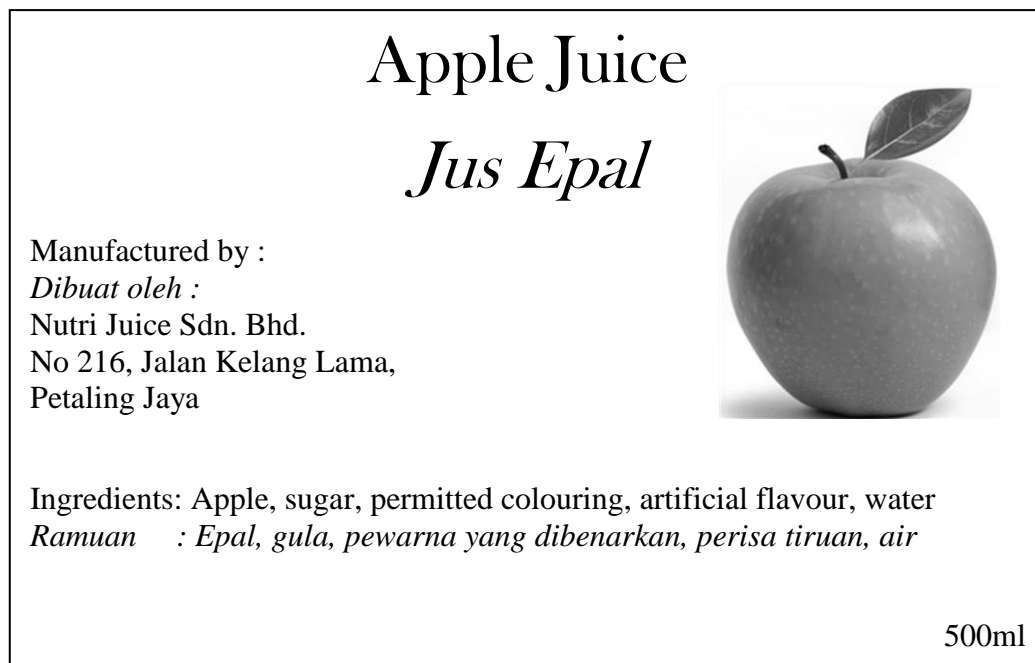 Apple Juice
Jus Epal
Manufactured by :
Dibuat oleh :
Nutri Juice Sdn. Bhd.
No 216, Jalan Kelang Lama,
Petaling Jaya
Ingredients: Apple, sugar, permitted colouring, artificial flavour, water
Ramuan : Epal, gula, pewarna yang dibenarkan, perisa tiruan, air
500ml